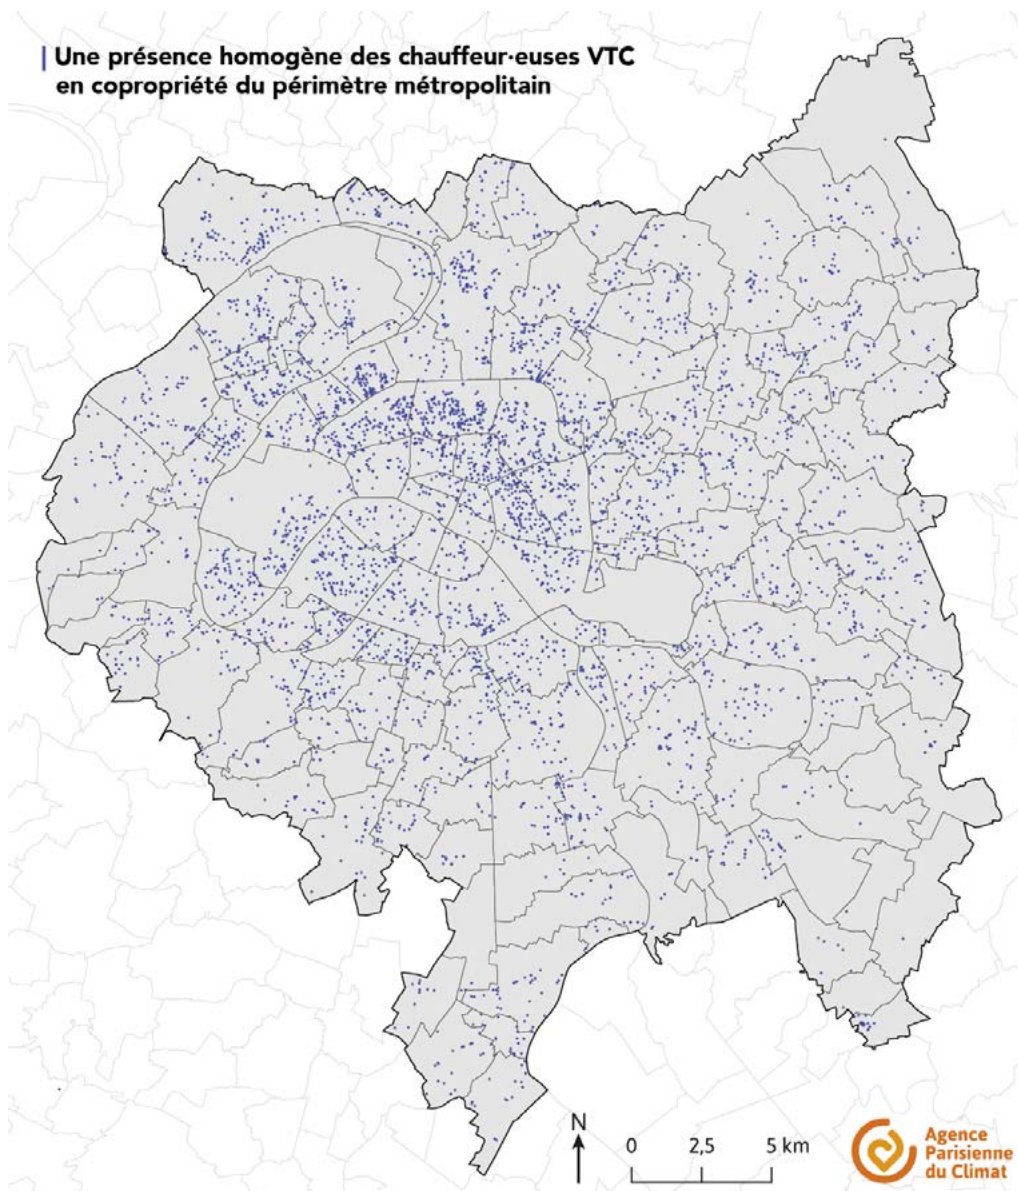 Une présence homogène des chauffeur·euses VTC
en copropriété du périmètre métropolitain
N
0 2,5 5 km
Agence
Parisienne
du Climat